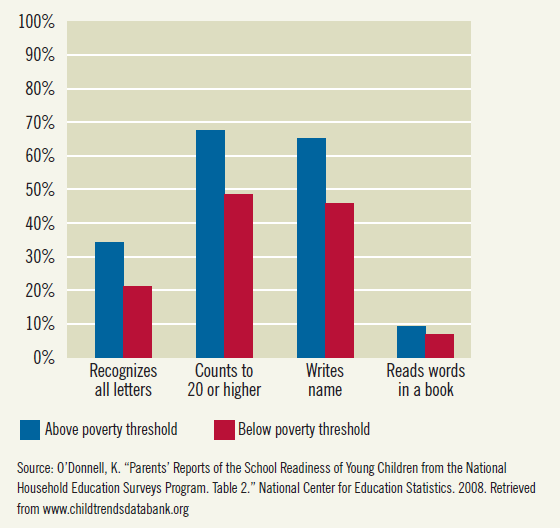 100%
90%
80%
70%
60%
50%
40%
30%
20%
10%
0%
Recognizes
all letters
Counts to
20 or higher
Writes
name
Reads words
in a book
Above poverty threshold
Below poverty threshold
Source: O’Donnell, K. “Parents’ Reports of the School Readiness of Young Children from the National
Household Education Surveys Program. Table 2.” National Center for Education Statistics. 2008. Retrieved
from www.childtrendsdatabank.org